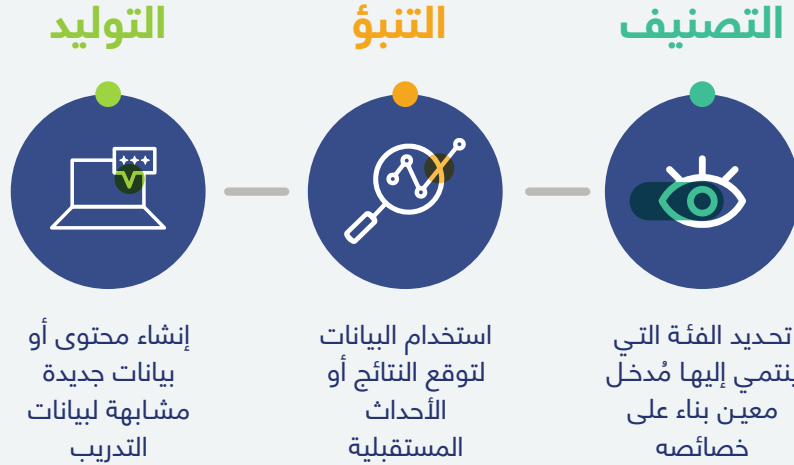 التصنيف
تحديد الفئة التي
ينتمي إليها مُدخل
معين بناء على
خصائصه
التنبؤ
استخدام البيانات
لتوقع النتائج أو
الأحداث
المستقبلية
التوليد
إنشاء محتوى أو
بيانات جديدة
مشابهة لبيانات
التدريب